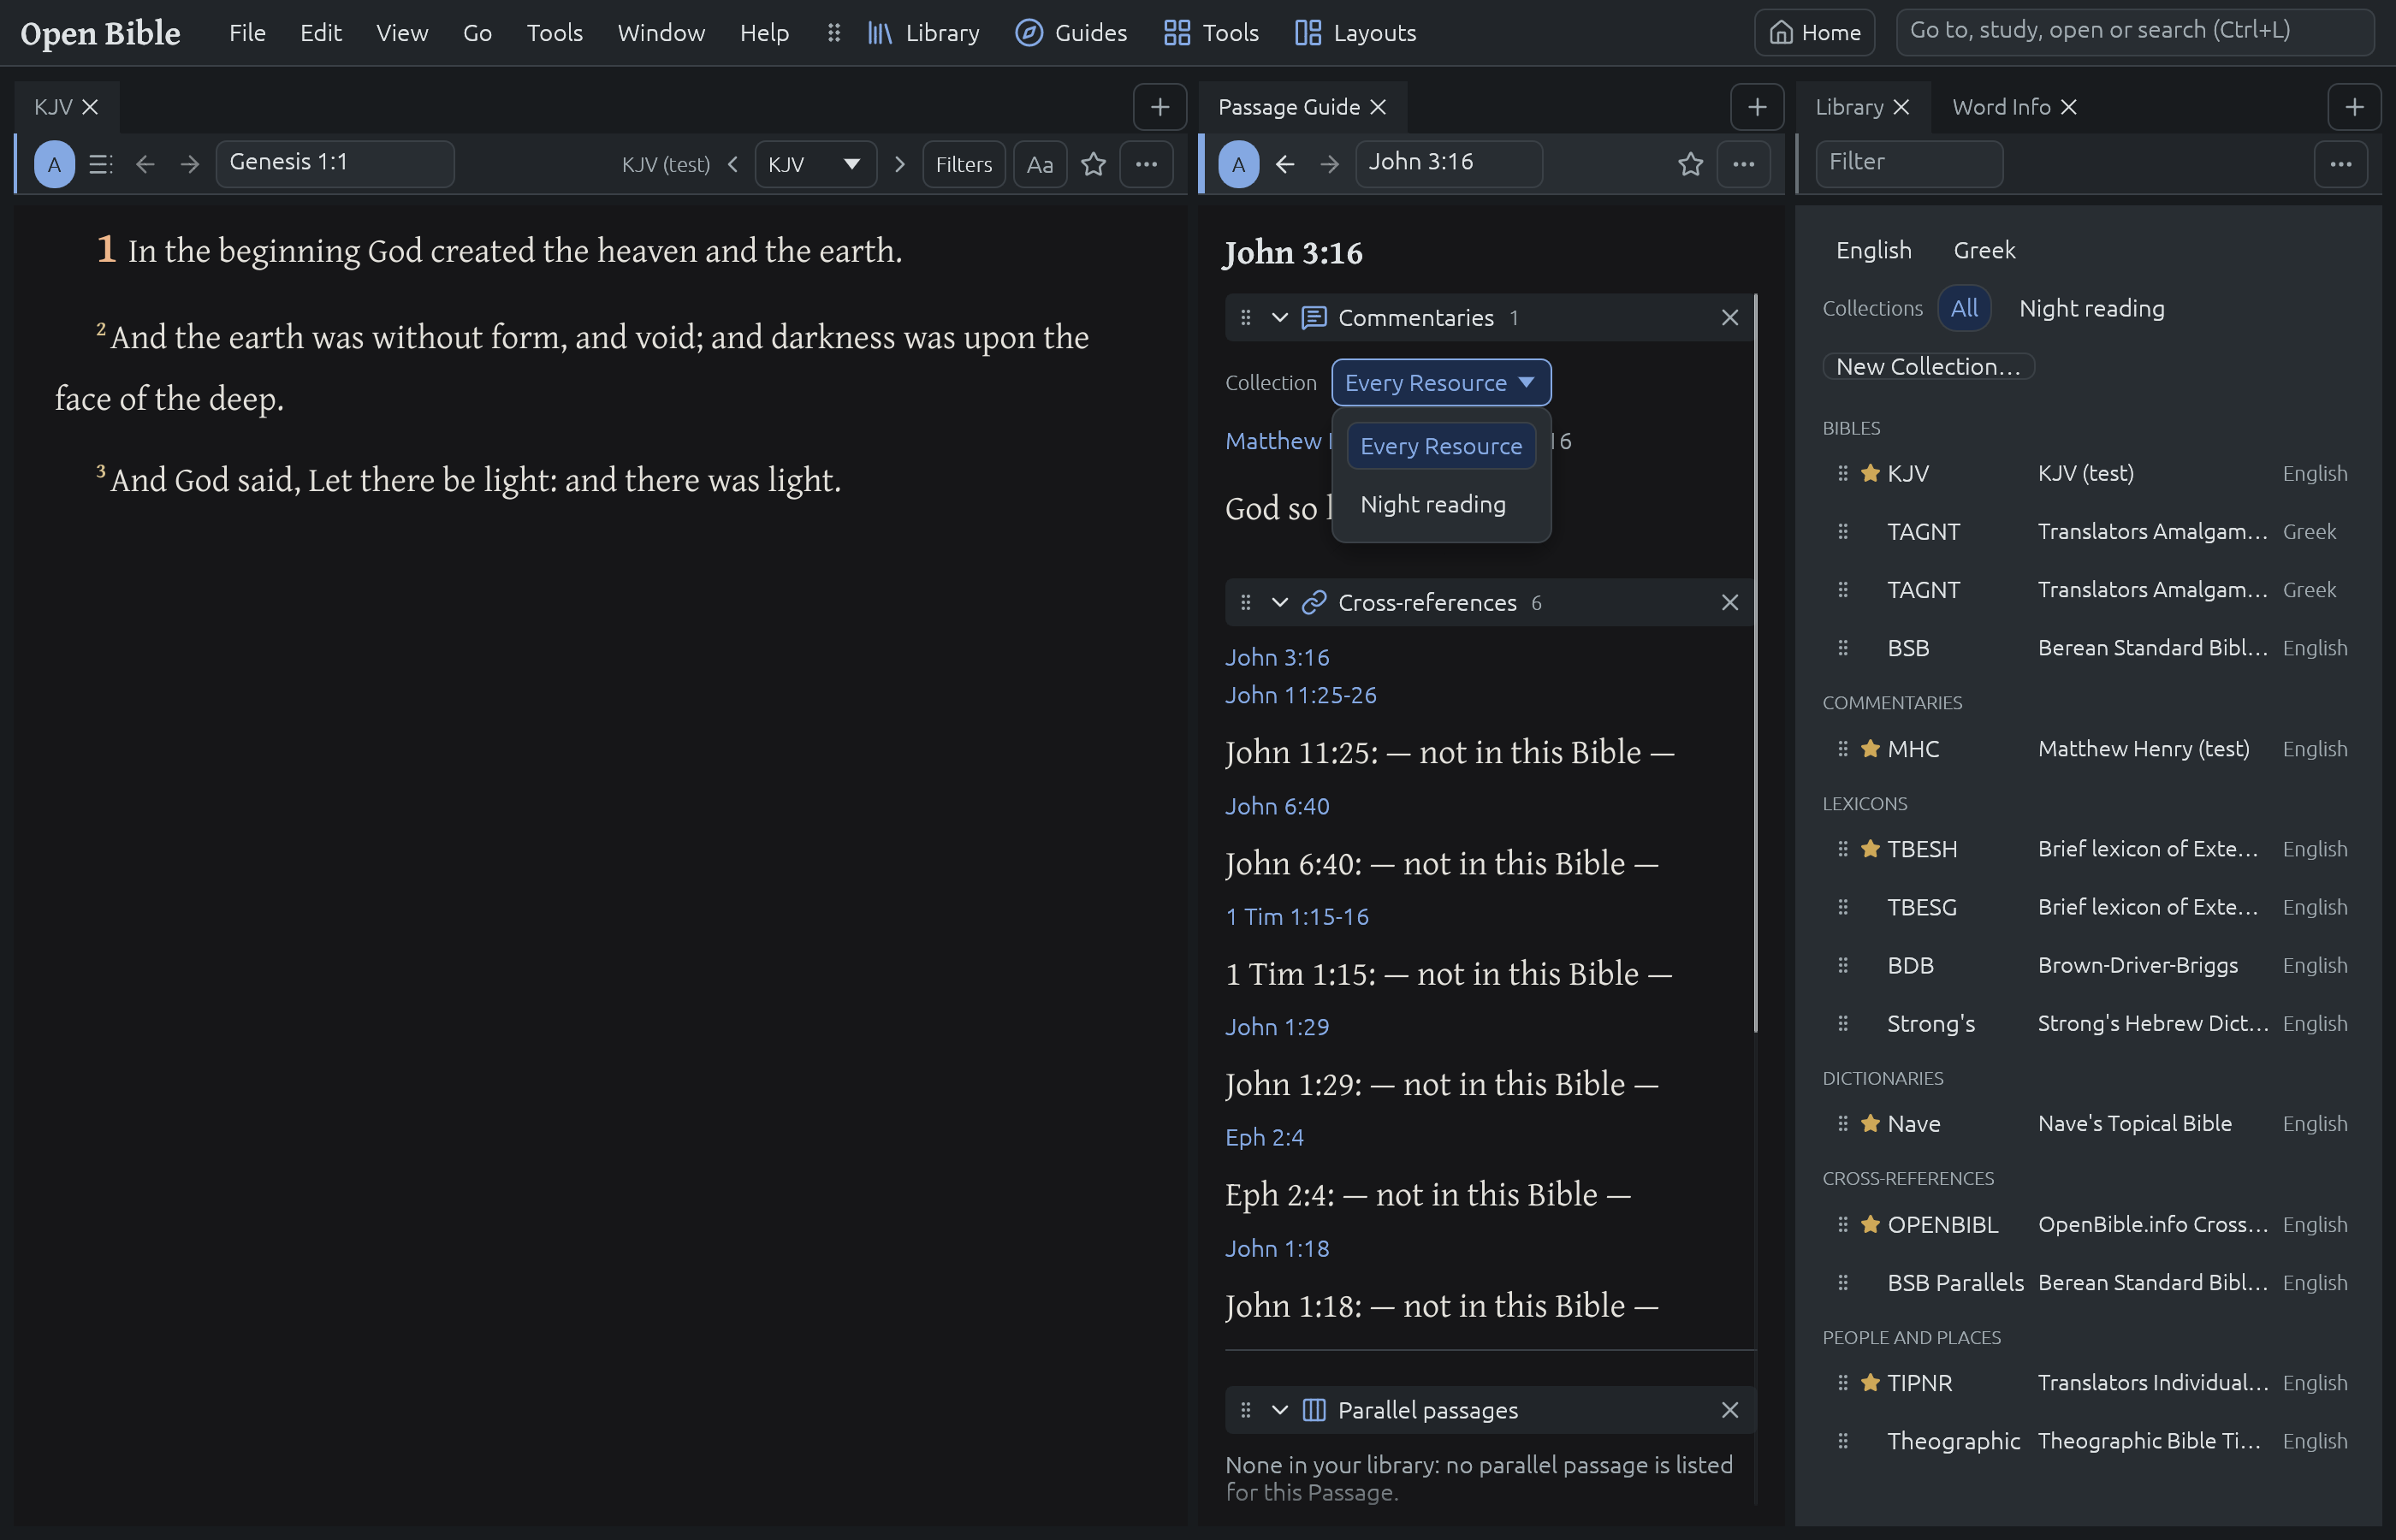 Open Bible File Edit View Go Tools Window Help Library Guides Tools Layouts Home Go to, study, open or search (Ctrl+L)
KJV
A Genesis 1:1 KJV (test) KJV Filters Aa
1 In the beginning God created the heaven and the earth.
2 And the earth was without form, and void; and darkness was upon the
face of the deep.
3 And God said, Let there be light: and there was light.
Passage Guide
A John 3:16
John 3:16
Commentaries 1
Collection Every Resource
Every Resource
Night reading
Matthew 16
God so
Cross-references 6
John 3:16
John 11:25-26
John 11:25: — not in this Bible —
John 6:40
John 6:40: — not in this Bible —
1 Tim 1:15-16
1 Tim 1:15: — not in this Bible —
John 1:29
John 1:29: — not in this Bible —
Eph 2:4
Eph 2:4: — not in this Bible —
John 1:18
John 1:18: — not in this Bible —
Parallel passages
None in your library: no parallel passage is listed
for this Passage.
Library Word Info
Filter
English Greek
Collections All Night reading
New Collection…
BIBLES
KJV KJV (test) English
TAGNT Translators Amalgam… Greek
TAGNT Translators Amalgam… Greek
BSB Berean Standard Bibl… English
COMMENTARIES
MHC Matthew Henry (test) English
LEXICONS
TBESH Brief lexicon of Exte… English
TBESG Brief lexicon of Exte… English
BDB Brown-Driver-Briggs English
Strong's Strong's Hebrew Dict… English
DICTIONARIES
Nave Nave's Topical Bible English
CROSS-REFERENCES
OPENBIBL OpenBible.info Cross… English
BSB Parallels Berean Standard Bibl… English
PEOPLE AND PLACES
TIPNR Translators Individual… English
Theographic Theographic Bible Ti… English